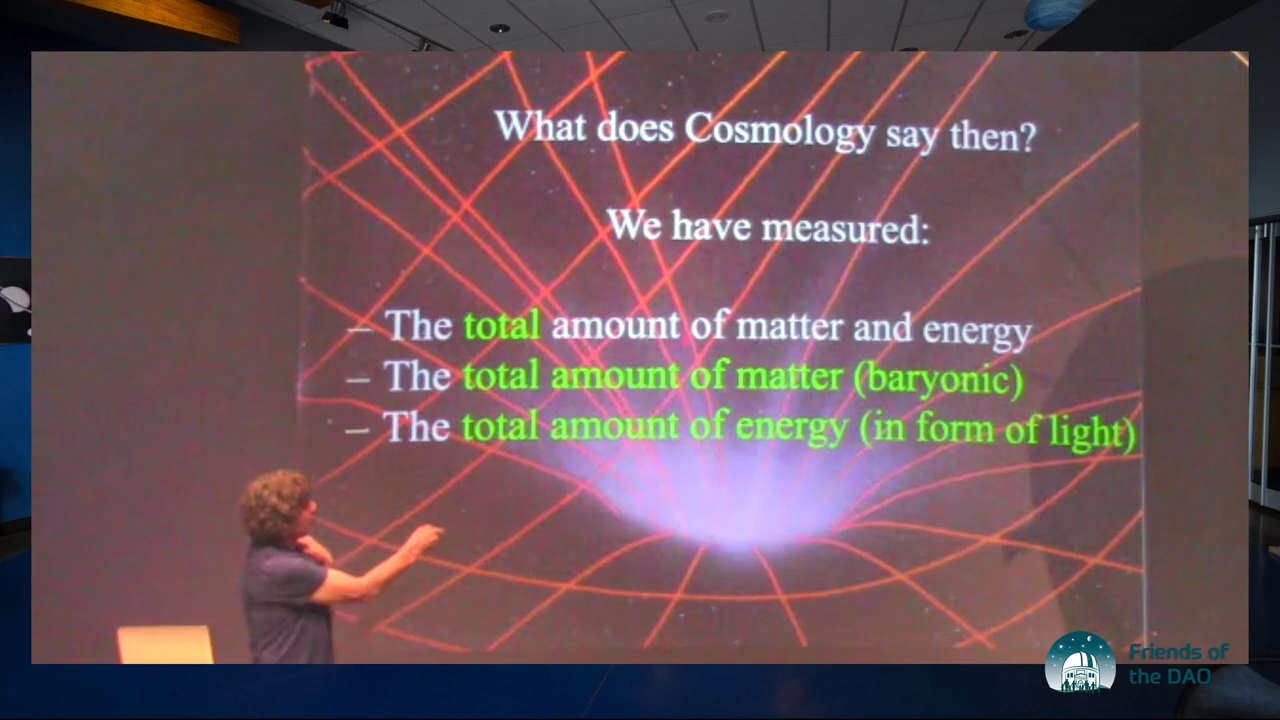 What does Cosmology say then?
We have measured:
– The total amount of matter and energy
– The total amount of matter (baryonic)
– The total amount of energy (in form of light)
Friends of
the DAO